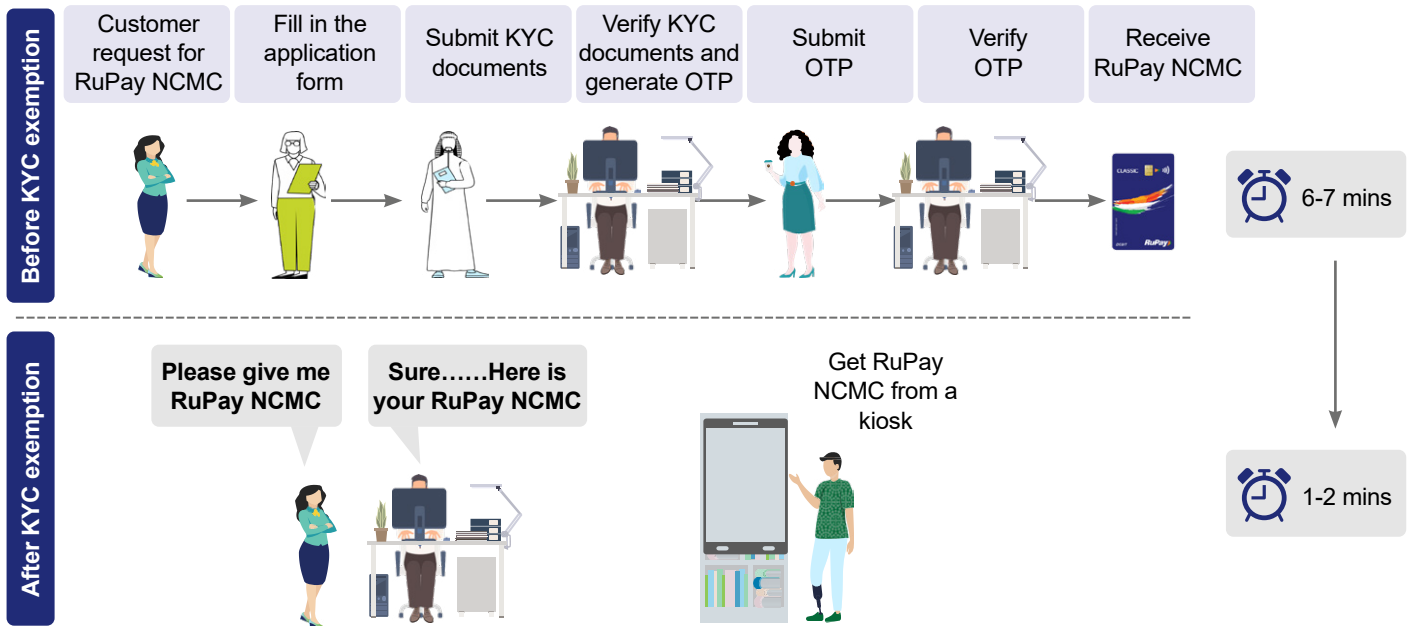 Before KYC exemption
Customer
request for
RuPay NCMC
Fill in the
application
form
Submit KYC
documents
Verify KYC
documents and
generate OTP
Submit
OTP
Verify
OTP
Receive
RuPay NCMC
CLASSIC
RuPay
6-7 mins
After KYC exemption
Please give me
RuPay NCMC
Sure......Here is
your RuPay NCMC
Get RuPay
NCMC from a
kiosk
1-2 mins